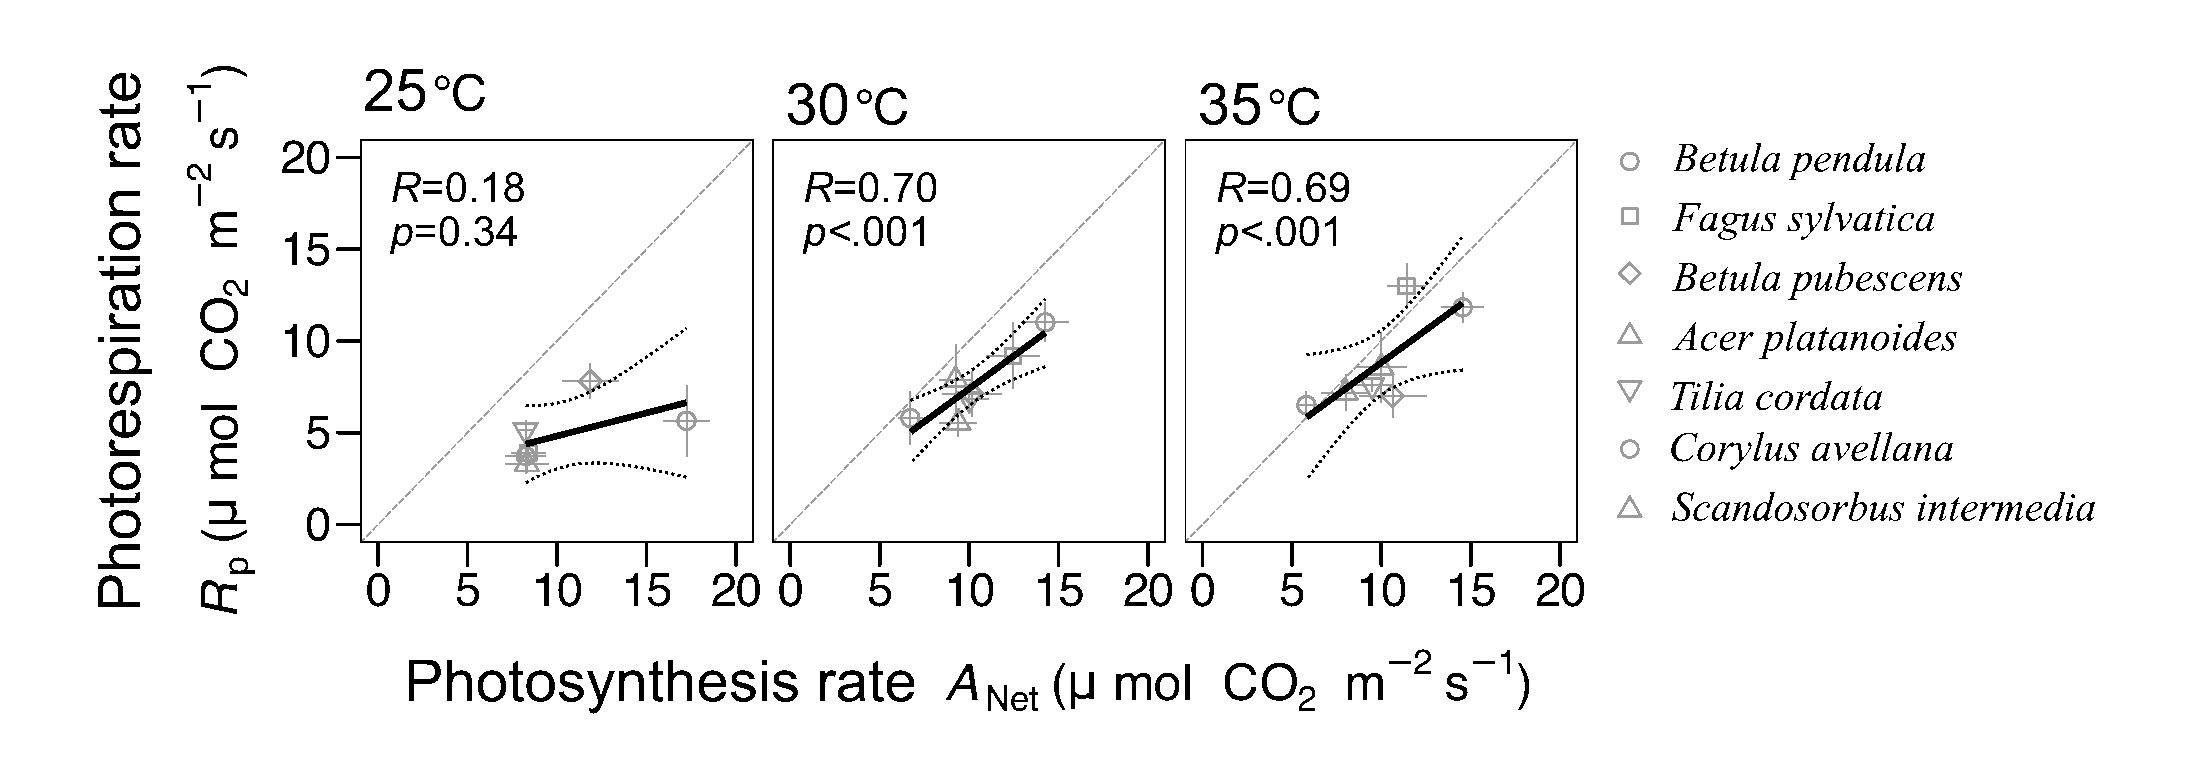 Photorespiration rate
Rp (μ mol CO2 m−2 s−1)
25°C
30°C
35°C
R=0.18
p=0.34
R=0.70
p<.001
R=0.69
p<.001
20
15
10
5
0
0 5 10 15 20
0 5 10 15 20
0 5 10 15 20
Photosynthesis rate ANet (μ mol CO2 m−2 s−1)
Betula pendula
Fagus sylvatica
Betula pubescens
Acer platanoides
Tilia cordata
Corylus avellana
Scandosorbus intermedia